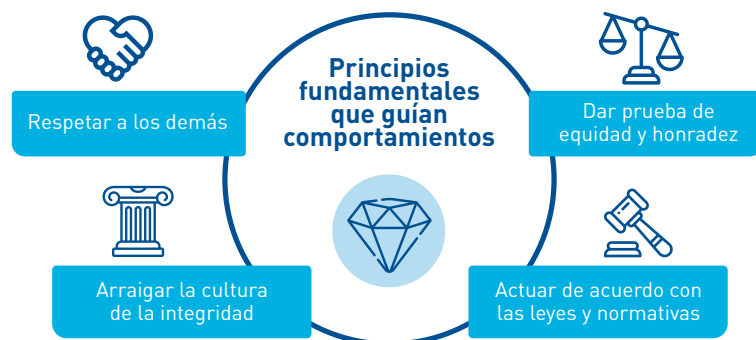 Principios
fundamentales
que guían
comportamientos
Respetar a los demás
Dar prueba de
equidad y honradez
Arraigar la cultura
de la integridad
Actuar de acuerdo con
las leyes y normativas